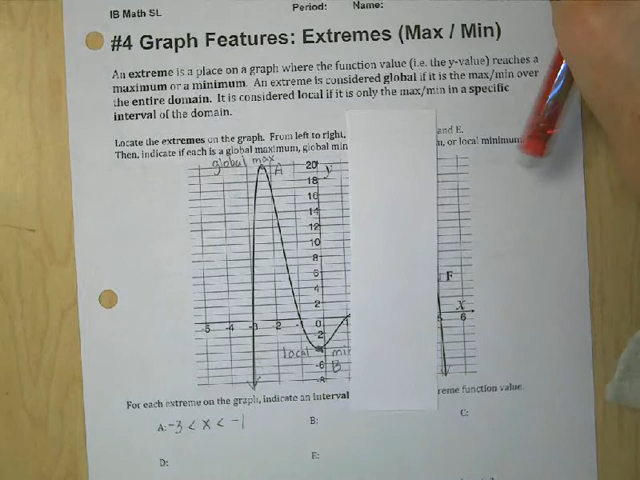 IB Math SL Period: Name:
#4 Graph Features: Extremes (Max / Min)
An extreme is a place on a graph where the function value (i.e. the y-value) reaches a
maximum or a minimum. An extreme is considered global if it is the max/min over
the entire domain. It is considered local if it is only the max/min in a specific
interval of the domain.
Locate the extremes on the graph. From left to right, and E.
Then, indicate if each is a global maximum, global min or local minimum
global max A
20 y
18
16
14
12
10
8
6
4
2
F
x
-5 -4 -3 -2 0 6
-2
local min
-6 B
-8
For each extreme on the graph, indicate an interval reme function value.
A: -3 < x < -1 B: C:
D: E: